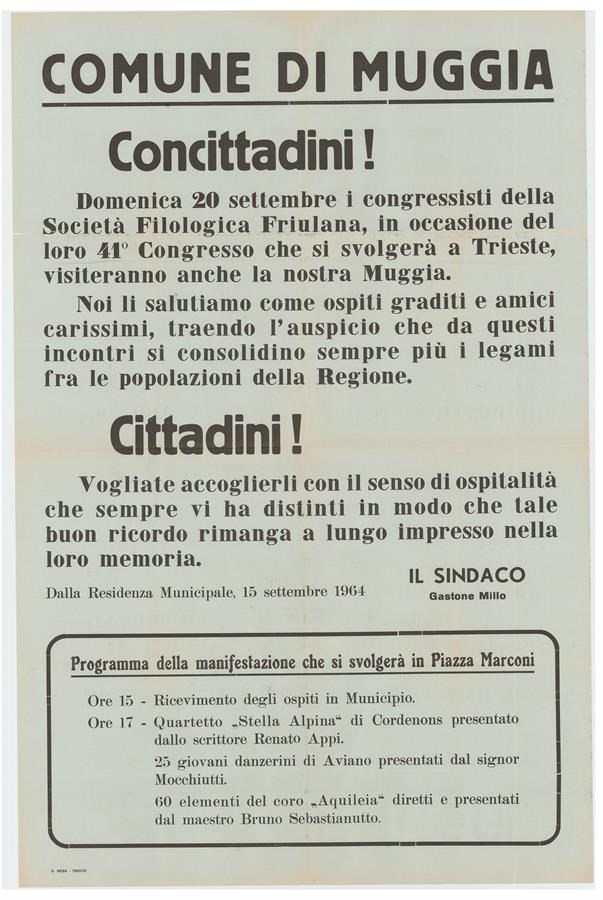 COMUNE DI MUGGIA
Concittadini !
Domenica 20 settembre i congressisti della
Società Filologica Friulana, in occasione del
loro 41° Congresso che si svolgerà a Trieste,
visiteranno anche la nostra Muggia.
Noi li salutiamo come ospiti graditi e amici
carissimi, traendo l'auspicio che da questi
incontri si consolidino sempre più i legami
fra le popolazioni della Regione.
Cittadini !
Vogliate accoglierli con il senso di ospitalità
che sempre vi ha distinti in modo che tale
buon ricordo rimanga a lungo impresso nella
loro memoria.
IL SINDACO
Dalla Residenza Municipale, 15 settembre 1964
Gastone Millo
Programma della manifestazione che si svolgerà in Piazza Marconi
Ore 15 - Ricevimento degli ospiti in Municipio.
Ore 17 - Quartetto „Stella Alpina“ di Cordenons presentato
dallo scrittore Renato Appi.
25 giovani danzerini di Aviano presentati dal signor
Mocchiutti.
60 elementi del coro „Aquileia“ diretti e presentati
dal maestro Bruno Sebastianutto.
- TRIESTE